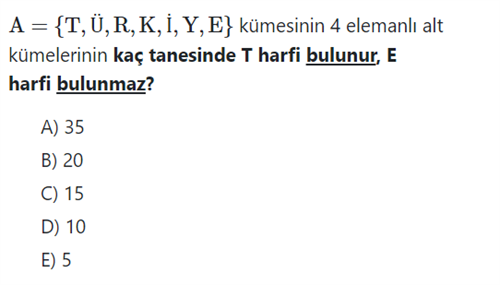 A = {T, Ü, R, K, İ, Y, E} kümesinin 4 elemanlı alt
kümelerinin kaç tanesinde T harfi bulunur, E
harfi bulunmaz?
A) 35
B) 20
C) 15
D) 10
E) 5